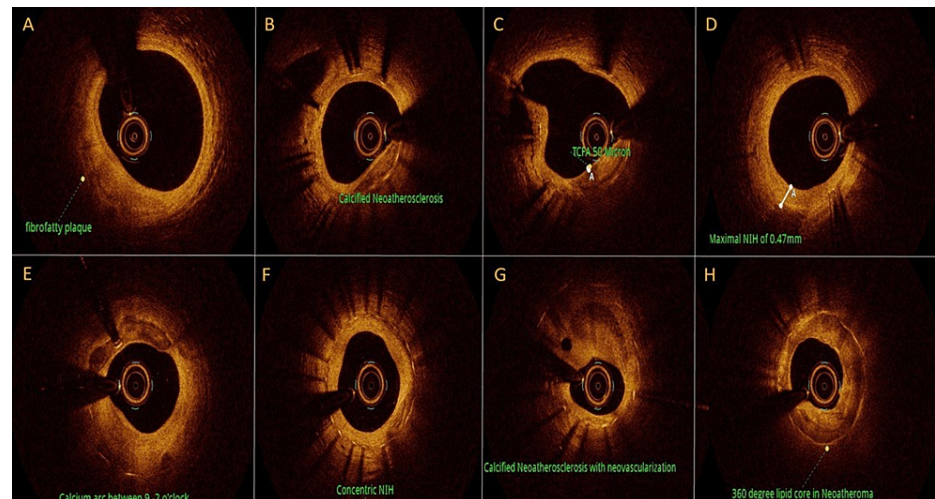 A
B
C
D
fibrofatty plaque
Calcified Neoatherosclerosis
TCFA 50 Micron
A
A
Maximal NIH of 0.47mm
E
F
G
H
Calcium arc between 9 -2 o'clock
Concentric NIH
Calcified Neoatherosclerosis with neovascularization
360 degree lipid core in Neoatheroma